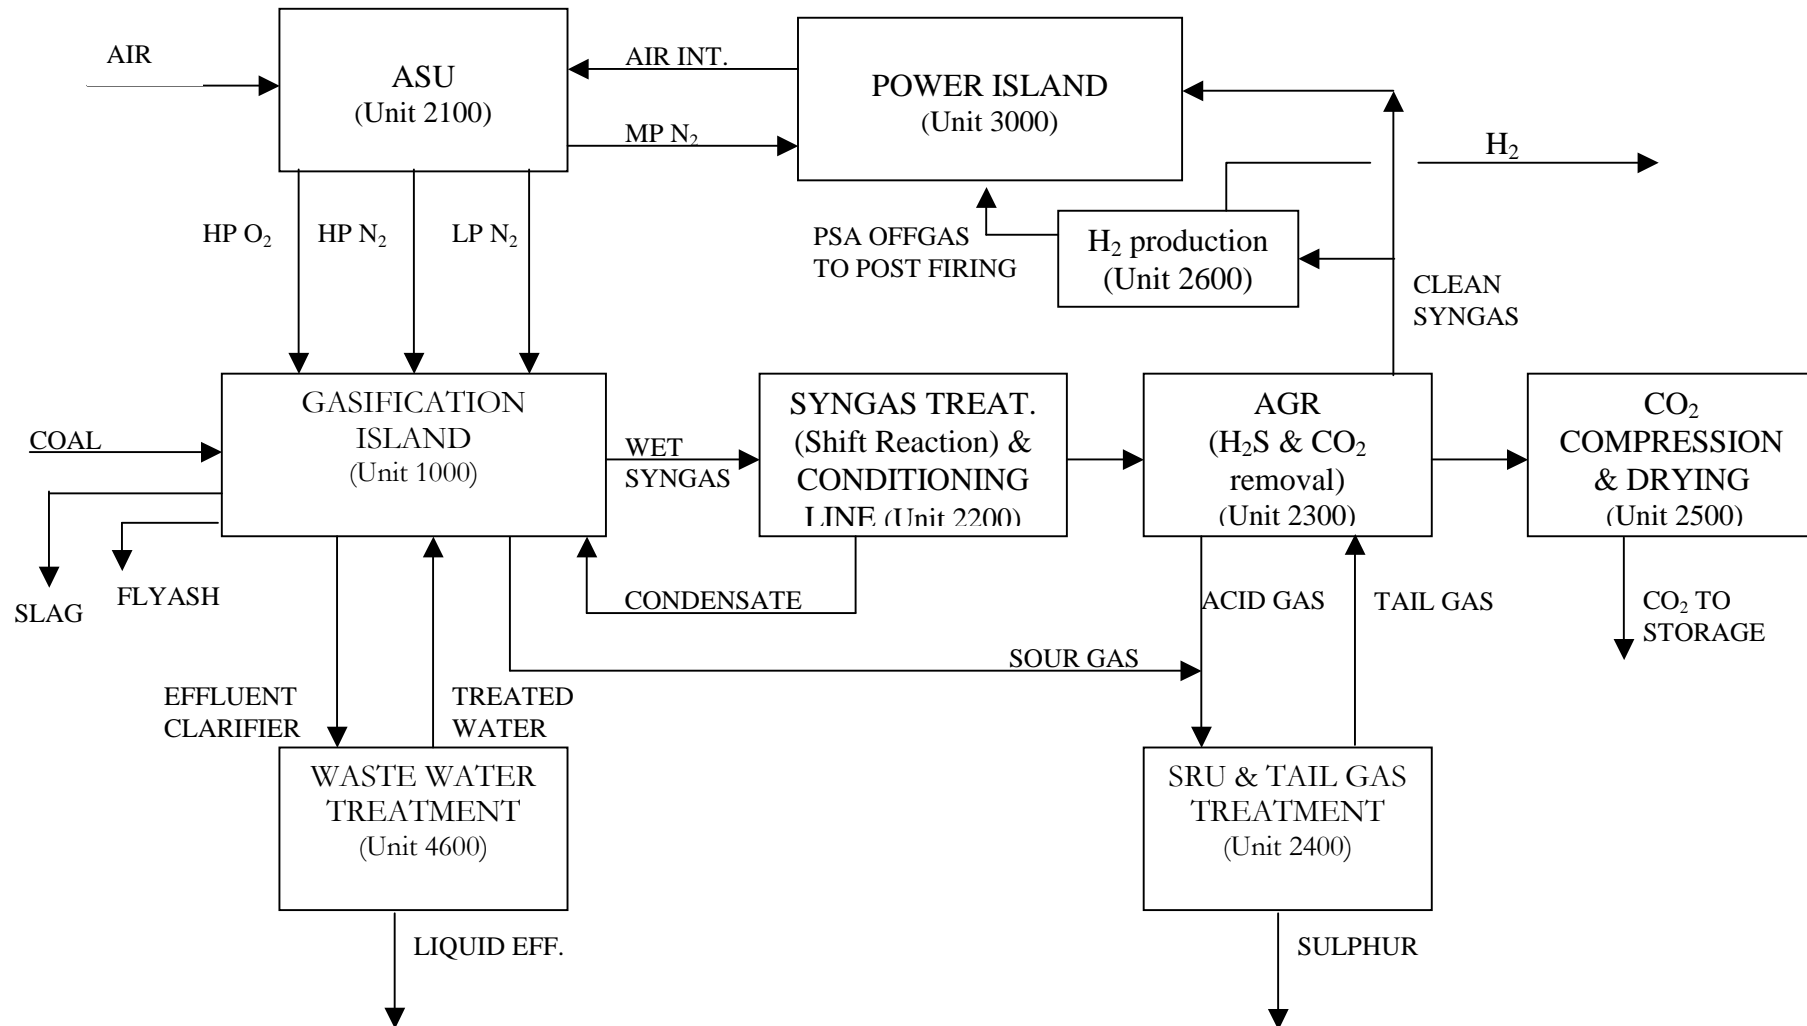 AIR
ASU
(Unit 2100)
AIR INT.
MP N₂
POWER ISLAND
(Unit 3000)
H₂
HP O₂
HP N₂
LP N₂
PSA OFFGAS
TO POST FIRING
H₂ production
(Unit 2600)
CLEAN
SYNGAS
COAL
GASIFICATION
ISLAND
(Unit 1000)
WET
SYNGAS
SYNGAS TREAT.
(Shift Reaction) &
CONDITIONING
LINE (Unit 2200)
AGR
(H₂S & CO₂
removal)
(Unit 2300)
CO₂
COMPRESSION
& DRYING
(Unit 2500)
SLAG
FLYASH
CONDENSATE
ACID GAS
TAIL GAS
CO₂ TO
STORAGE
SOUR GAS
EFFLUENT
CLARIFIER
TREATED
WATER
WASTE WATER
TREATMENT
(Unit 4600)
SRU & TAIL GAS
TREATMENT
(Unit 2400)
LIQUID EFF.
SULPHUR